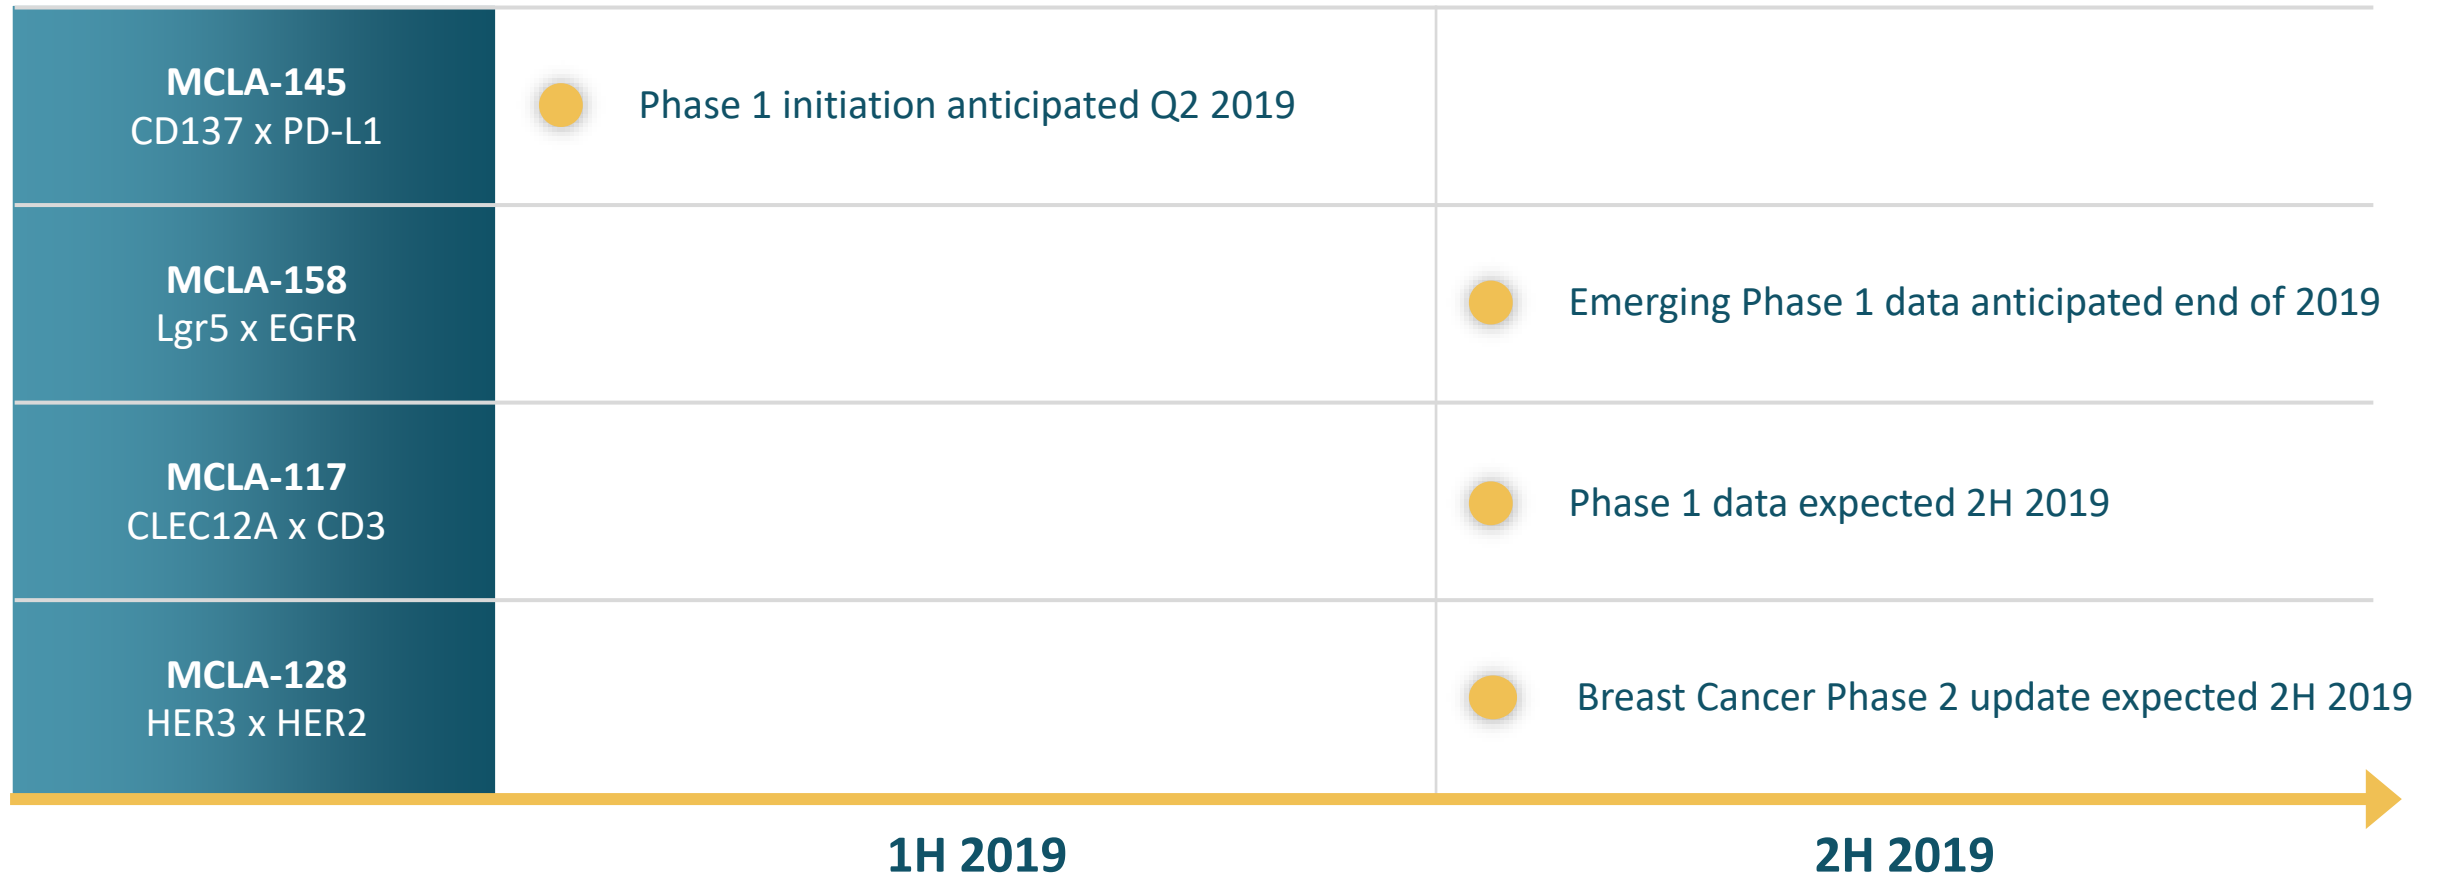 MCLA-145
CD137 x PD-L1
Phase 1 initiation anticipated Q2 2019
MCLA-158
Lgr5 x EGFR
Emerging Phase 1 data anticipated end of 2019
MCLA-117
CLEC12A x CD3
Phase 1 data expected 2H 2019
MCLA-128
HER3 x HER2
Breast Cancer Phase 2 update expected 2H 2019
1H 2019
2H 2019